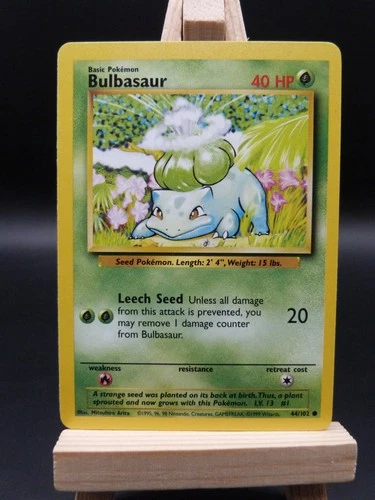 Basic Pokémon
Bulbasaur 40 HP
Seed Pokémon. Length: 2' 4", Weight: 15 lbs.
Leech Seed Unless all damage
from this attack is prevented, you
may remove 1 damage counter
from Bulbasaur.
20
weakness resistance retreat cost
A strange seed was planted on its back at birth. Thus, a plant
sprouted and now grows with this Pokémon. LV. 13 #1
Illus. Mitsuhiro Arita ©1995, 96, 98 Nintendo, Creatures, GAMEFREAK. ©1999 Wizards. 44/102